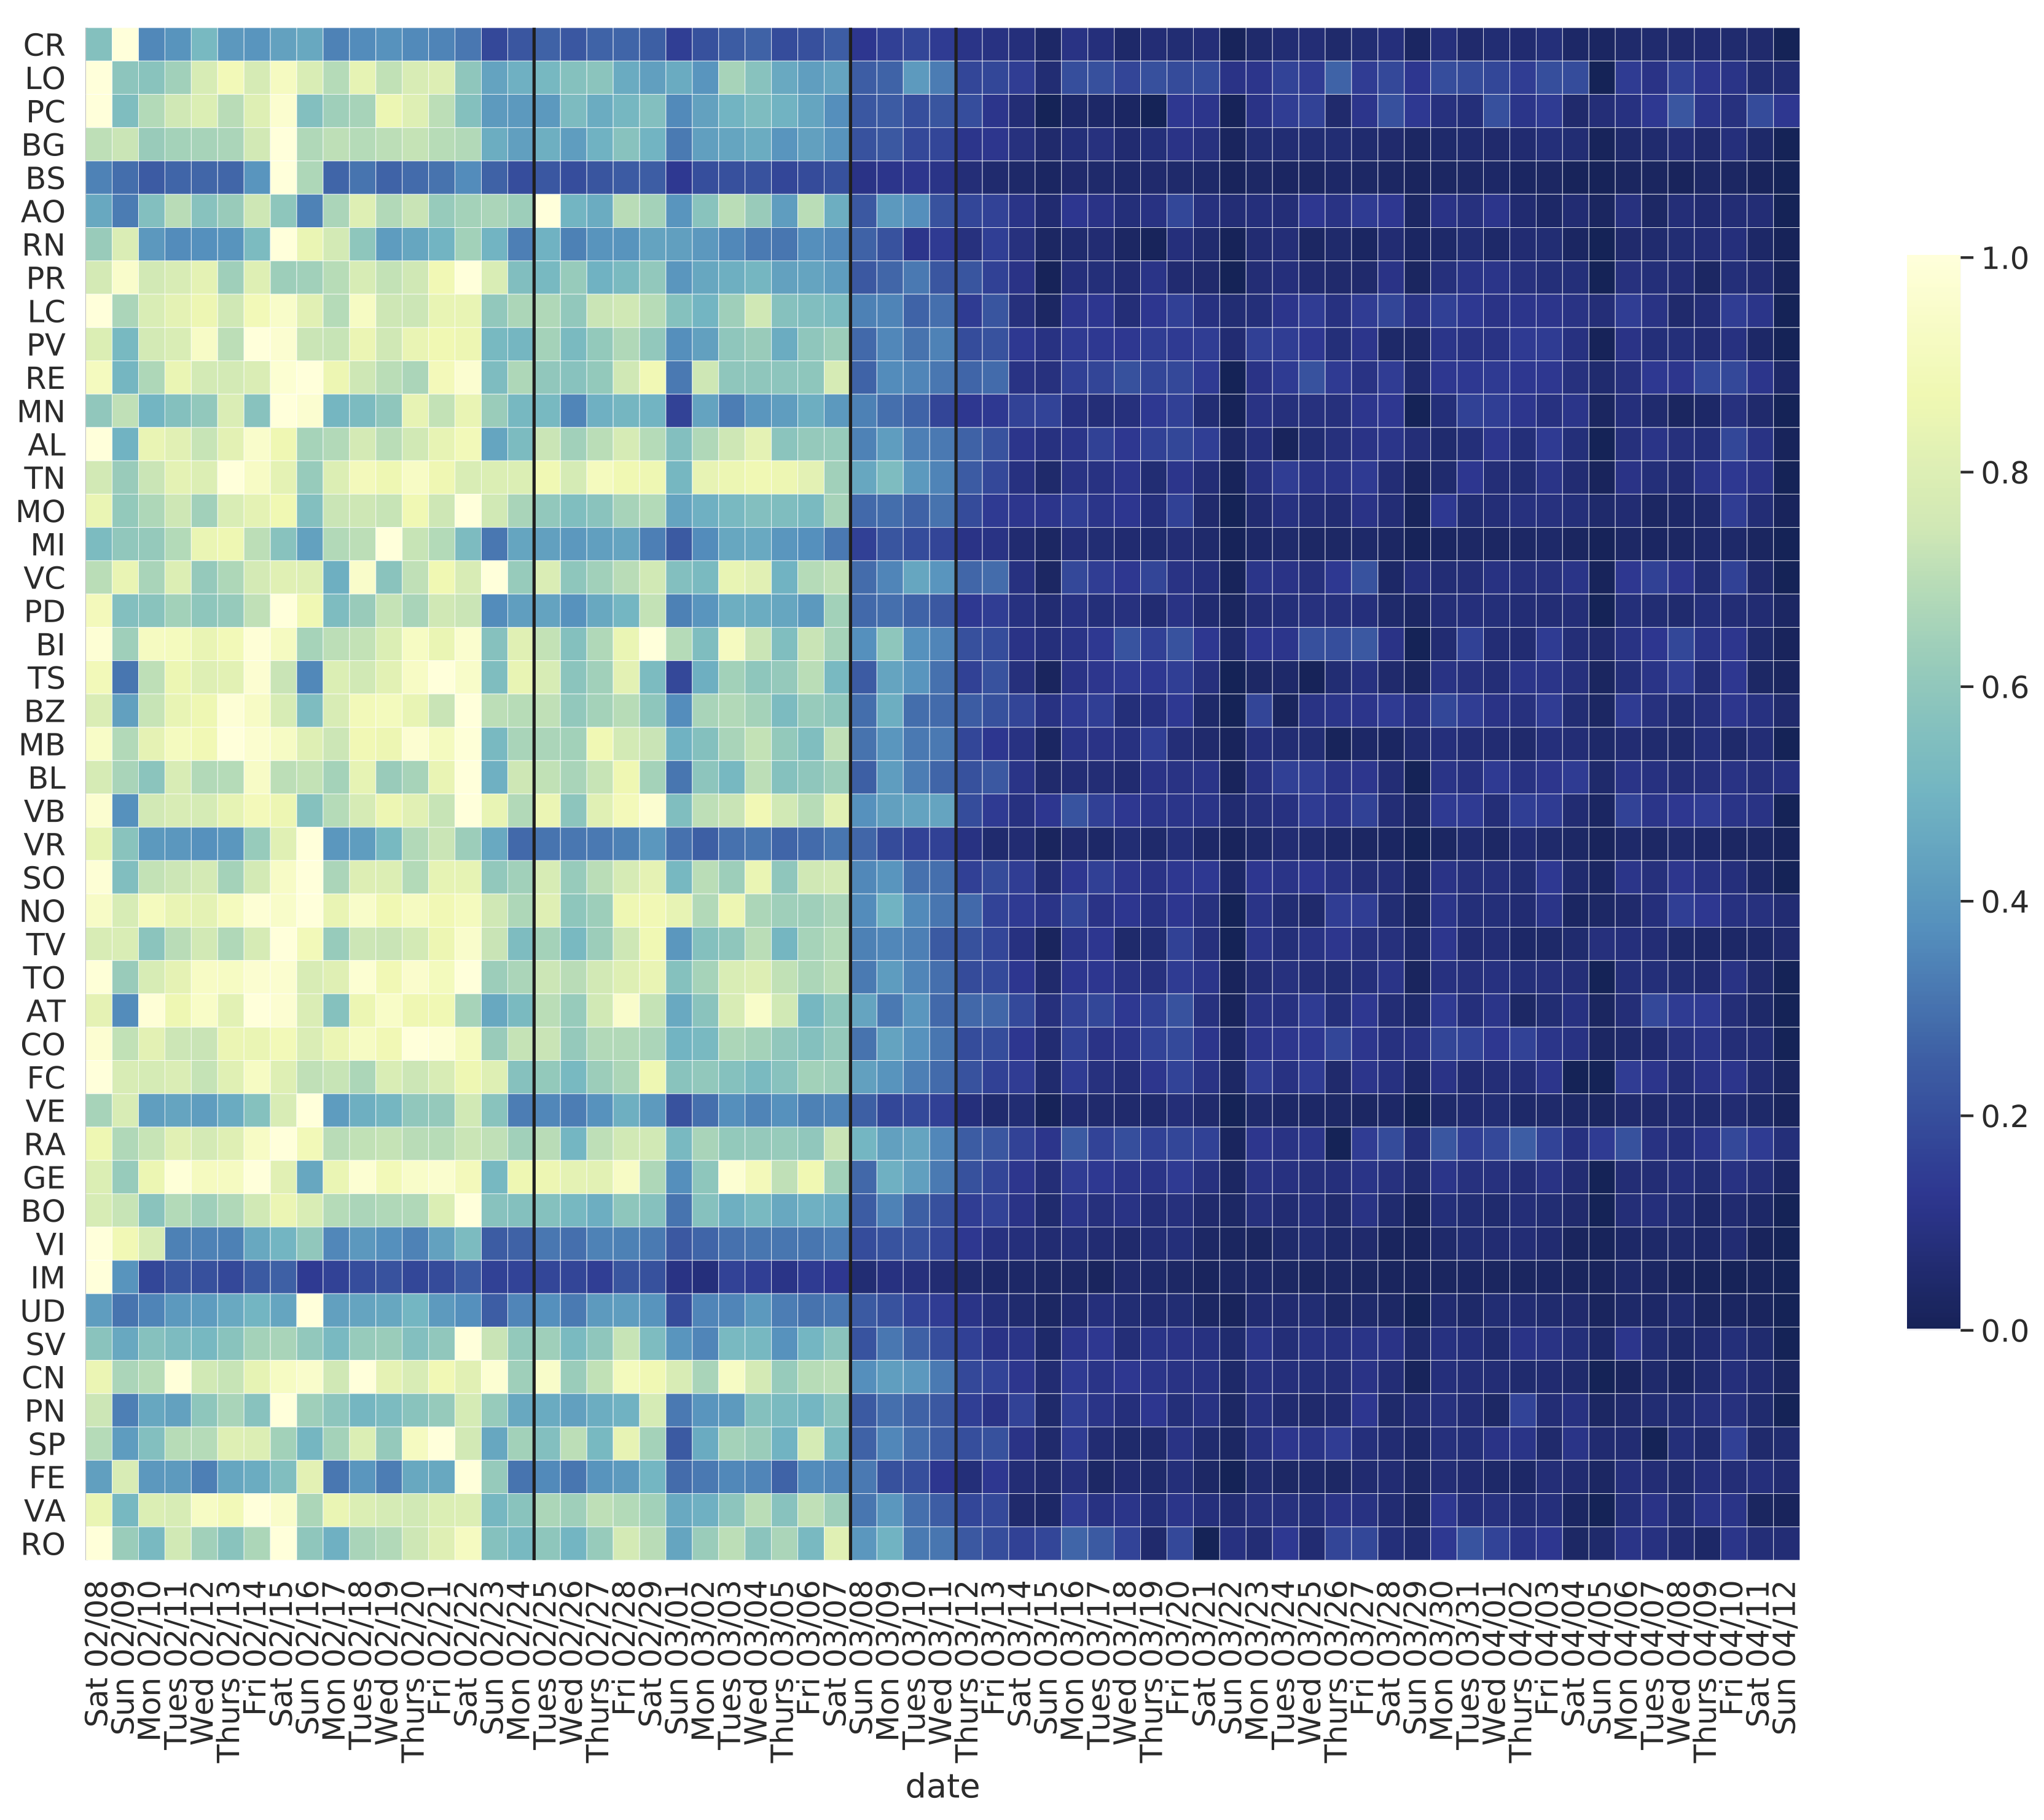 CR
LO
PC
BG
BS
AO
RN
PR
LC
PV
RE
MN
AL
TN
MO
MI
VC
PD
BI
TS
BZ
MB
BL
VB
VR
SO
NO
TV
TO
AT
CO
FC
VE
RA
GE
BO
VI
IM
UD
SV
CN
PN
SP
FE
VA
RO
Sat 02/08
Sun 02/09
Mon 02/10
Tues 02/11
Wed 02/12
Thurs 02/13
Fri 02/14
Sat 02/15
Sun 02/16
Mon 02/17
Tues 02/18
Wed 02/19
Thurs 02/20
Fri 02/21
Sat 02/22
Sun 02/23
Mon 02/24
Tues 02/25
Wed 02/26
Thurs 02/27
Fri 02/28
Sat 02/29
Sun 03/01
Mon 03/02
Tues 03/03
Wed 03/04
Thurs 03/05
Fri 03/06
Sat 03/07
Sun 03/08
Mon 03/09
Tues 03/10
Wed 03/11
Thurs 03/12
Fri 03/13
Sat 03/14
Sun 03/15
Mon 03/16
Tues 03/17
Wed 03/18
Thurs 03/19
Fri 03/20
Sat 03/21
Sun 03/22
Mon 03/23
Tues 03/24
Wed 03/25
Thurs 03/26
Fri 03/27
Sat 03/28
Sun 03/29
Mon 03/30
Tues 03/31
Wed 04/01
Thurs 04/02
Fri 04/03
Sat 04/04
Sun 04/05
Mon 04/06
Tues 04/07
Wed 04/08
Thurs 04/09
Fri 04/10
Sat 04/11
Sun 04/12
date
1.0
0.8
0.6
0.4
0.2
0.0